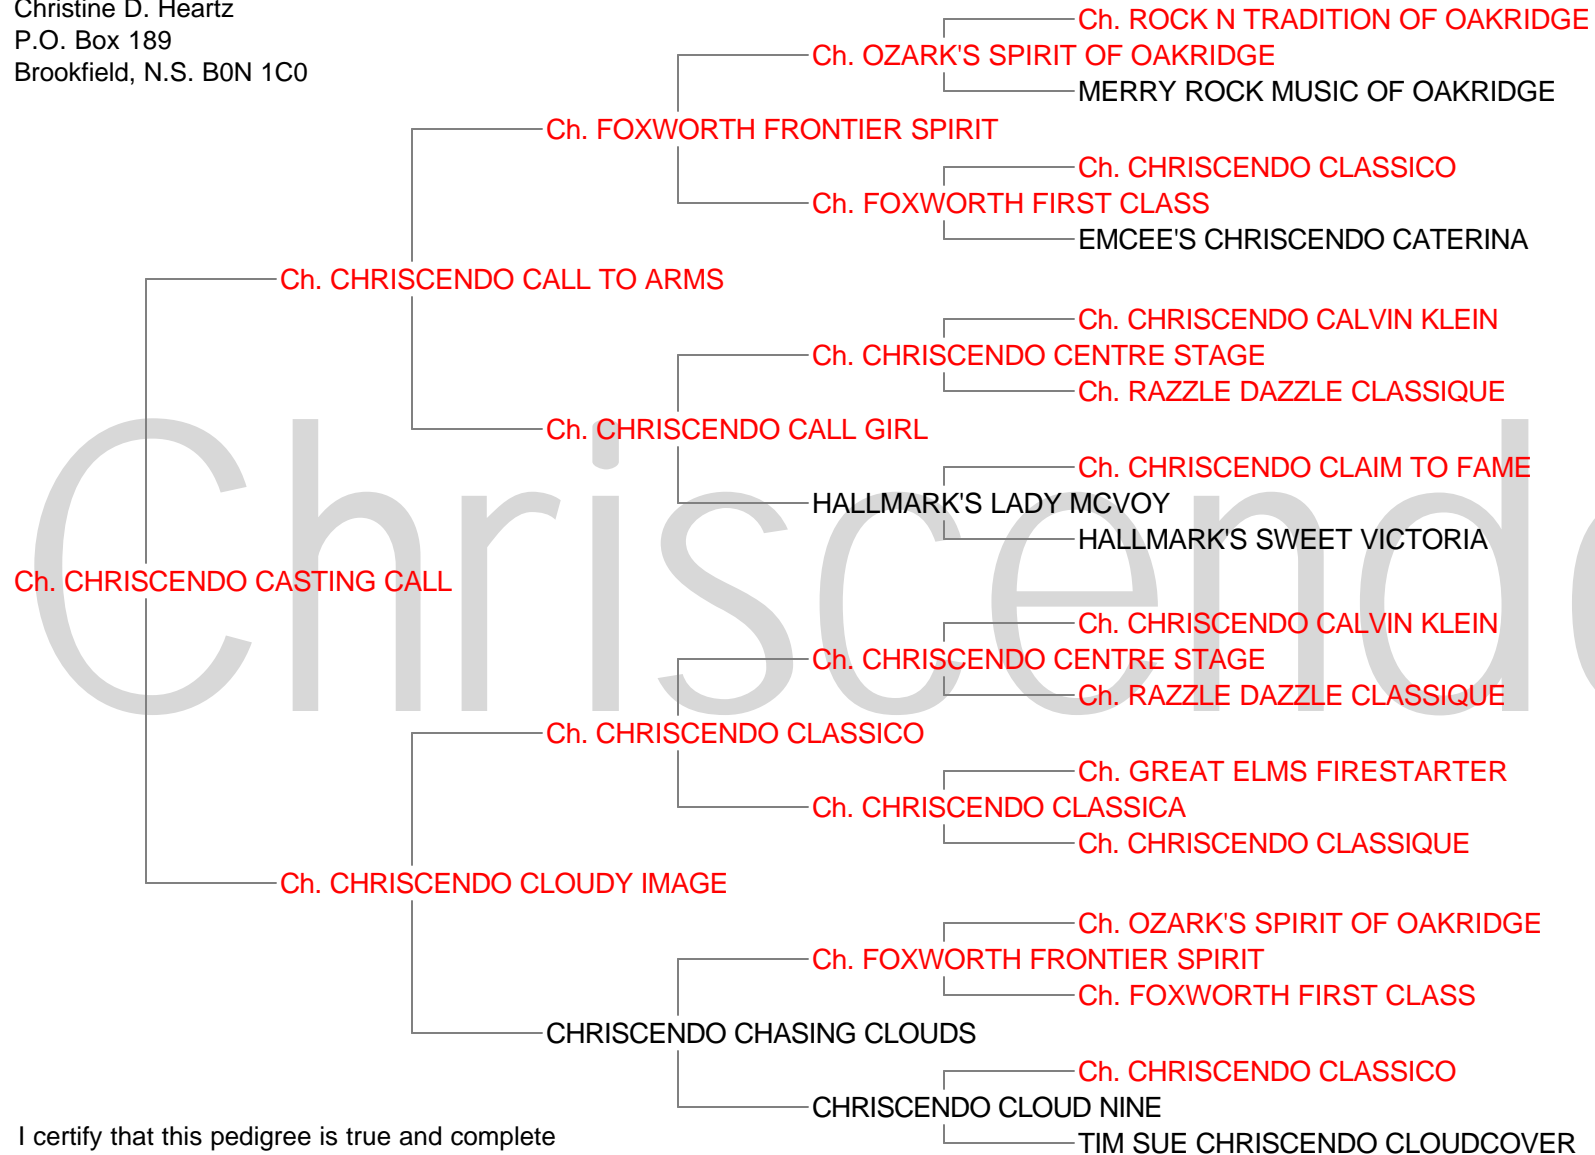 Christine D. Heartz
P.O. Box 189
Brookfield, N.S. B0N 1C0
Ch. ROCK N TRADITION OF OAKRIDGE
Ch. OZARK'S SPIRIT OF OAKRIDGE
MERRY ROCK MUSIC OF OAKRIDGE
Ch. FOXWORTH FRONTIER SPIRIT
Ch. CHRISCENDO CLASSICO
Ch. FOXWORTH FIRST CLASS
EMCEE'S CHRISCENDO CATERINA
Ch. CHRISCENDO CALL TO ARMS
Ch. CHRISCENDO CALVIN KLEIN
Ch. CHRISCENDO CENTRE STAGE
Ch. RAZZLE DAZZLE CLASSIQUE
Ch. CHRISCENDO CALL GIRL
Ch. CHRISCENDO CLAIM TO FAME
HALLMARK'S LADY MCVOY
HALLMARK'S SWEET VICTORIA
Ch. CHRISCENDO CASTING CALL
Chriscendo
Ch. CHRISCENDO CALVIN KLEIN
Ch. CHRISCENDO CENTRE STAGE
Ch. RAZZLE DAZZLE CLASSIQUE
Ch. CHRISCENDO CLASSICO
Ch. GREAT ELMS FIRESTARTER
Ch. CHRISCENDO CLASSICA
Ch. CHRISCENDO CLASSIQUE
Ch. CHRISCENDO CLOUDY IMAGE
Ch. OZARK'S SPIRIT OF OAKRIDGE
Ch. FOXWORTH FRONTIER SPIRIT
Ch. FOXWORTH FIRST CLASS
CHRISCENDO CHASING CLOUDS
Ch. CHRISCENDO CLASSICO
CHRISCENDO CLOUD NINE
TIM SUE CHRISCENDO CLOUDCOVER
I certify that this pedigree is true and complete